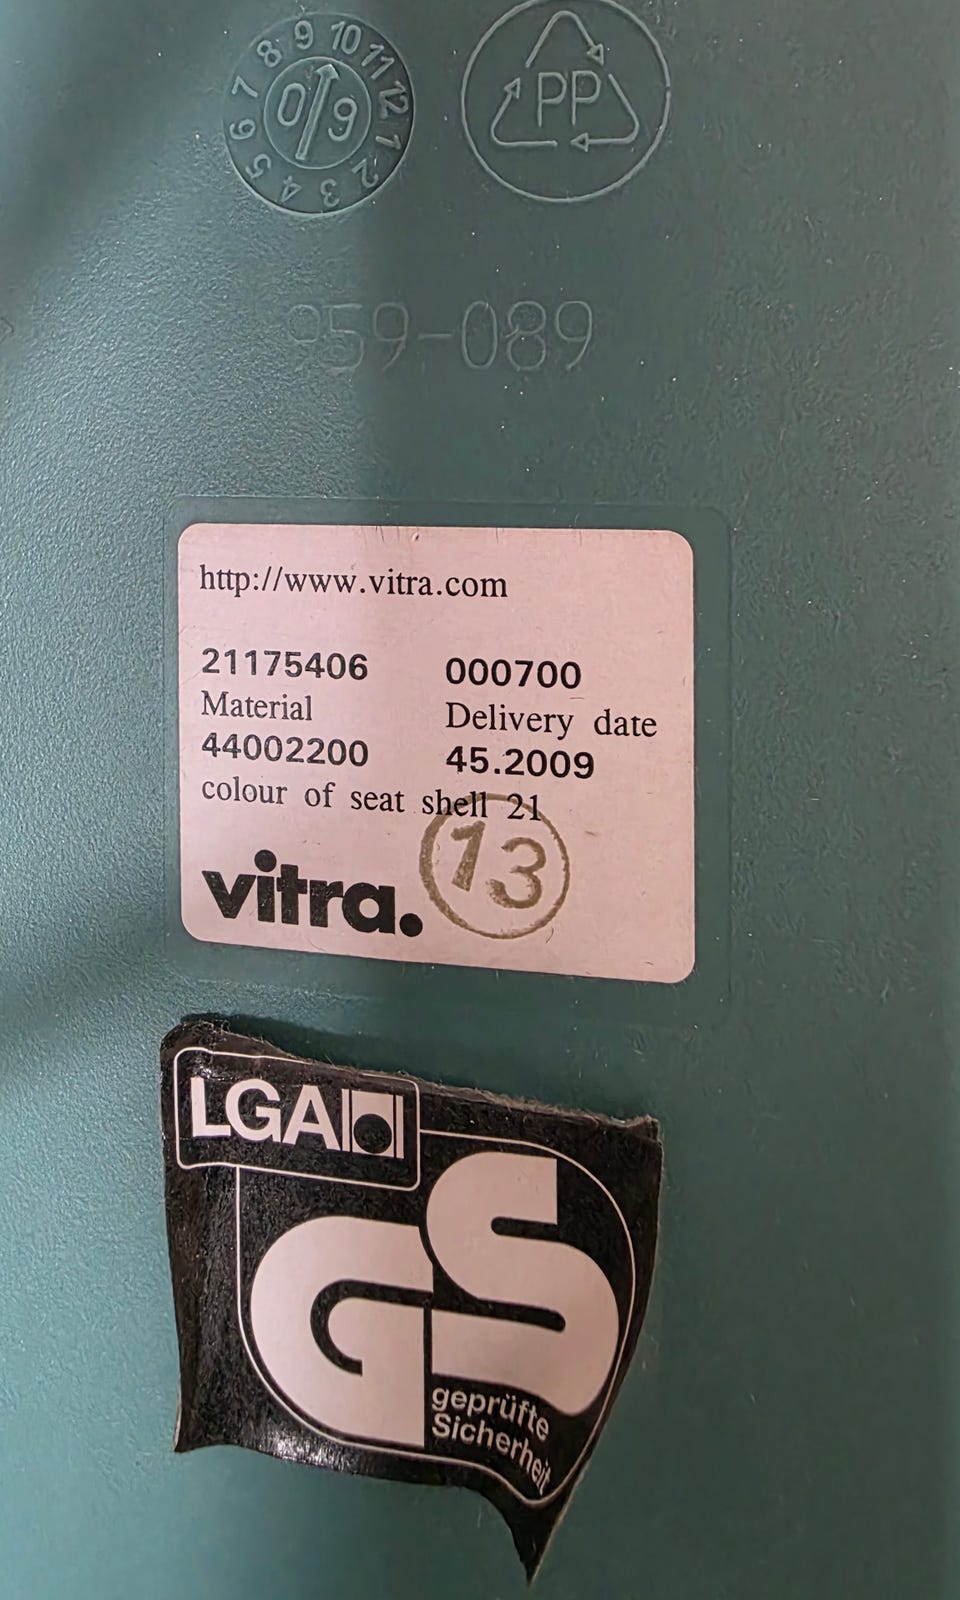 7 8 9 10 11 12 1 2 3 4 5 6
0 9
PP
959-089
http://www.vitra.com
21175406 000700
Material Delivery date
44002200 45.2009
colour of seat shell 21
13
vitra.
LGA
GS
geprüfte
Sicherheit